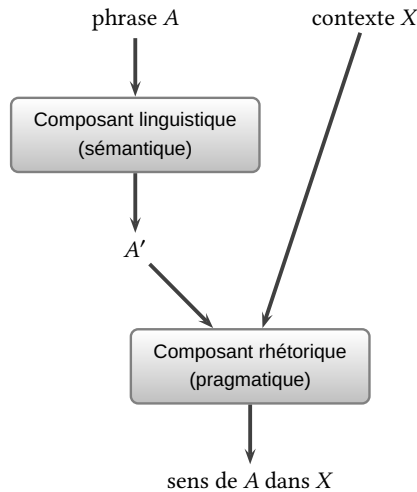 phrase A
contexte X
Composant linguistique
(sémantique)
A′
Composant rhétorique
(pragmatique)
sens de A dans X